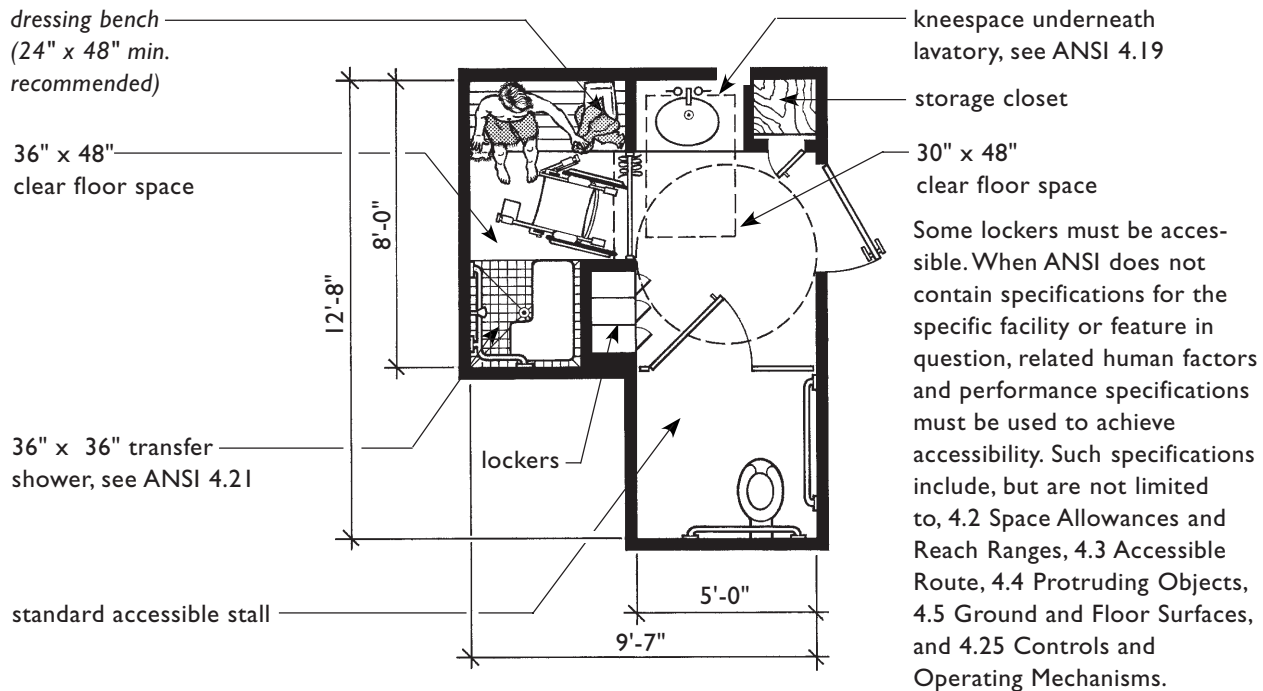 dressing bench
(24" x 48" min.
recommended)
36" x 48"
clear floor space
8'-0"
12'-8"
36" x 36" transfer
shower, see ANSI 4.21
lockers
standard accessible stall
5'-0"
9'-7"
kneespace underneath
lavatory, see ANSI 4.19
storage closet
30" x 48"
clear floor space
Some lockers must be acces-
sible. When ANSI does not
contain specifications for the
specific facility or feature in
question, related human factors
and performance specifications
must be used to achieve
accessibility. Such specifications
include, but are not limited
to, 4.2 Space Allowances and
Reach Ranges, 4.3 Accessible
Route, 4.4 Protruding Objects,
4.5 Ground and Floor Surfaces,
and 4.25 Controls and
Operating Mechanisms.